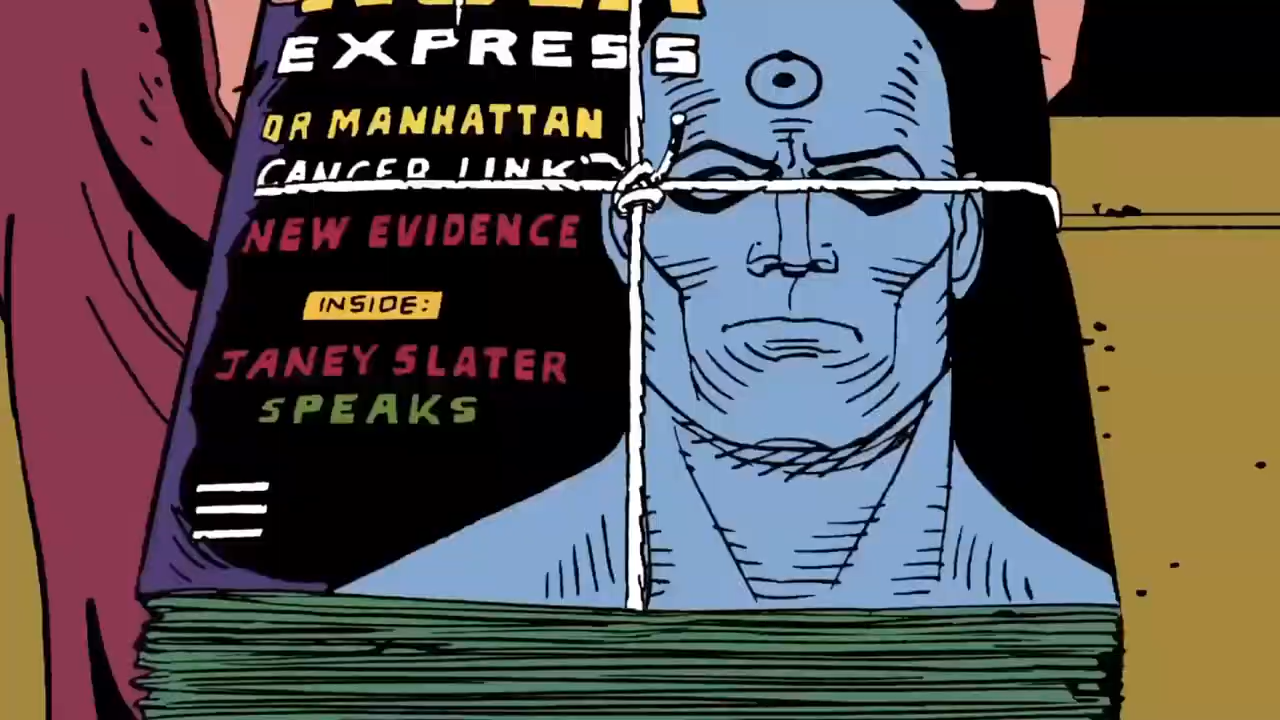 EXPRESS
DR MANHATTAN
CANCER LINK
NEW EVIDENCE
INSIDE:
JANEY SLATER
SPEAKS